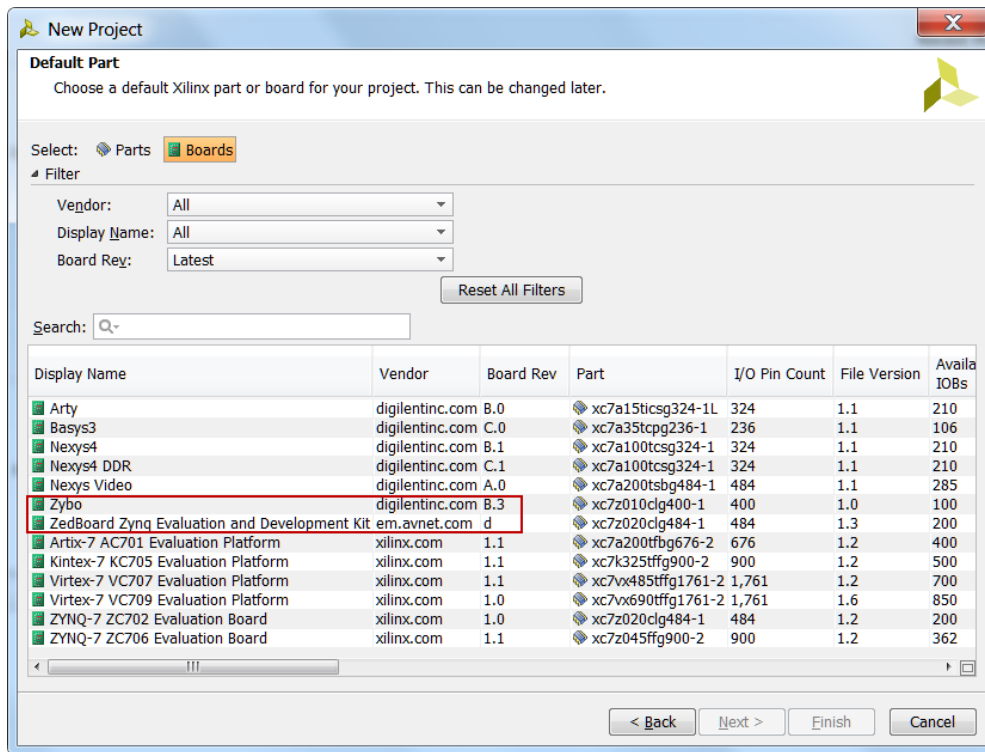 New Project
Default Part
Choose a default Xilinx part or board for your project. This can be changed later.
Select: Parts Boards
Filter
Vendor: All
Display Name: All
Board Rev: Latest
Reset All Filters
Search:
Display Name Vendor Board Rev Part I/O Pin Count File Version Availa IOBs
Arty digilentinc.com B.0 xc7a15ticsg324-1L 324 1.1 210
Basys3 digilentinc.com C.0 xc7a35tcpg236-1 236 1.1 106
Nexys4 digilentinc.com B.1 xc7a100tcsg324-1 324 1.1 210
Nexys4 DDR digilentinc.com C.1 xc7a100tcsg324-1 324 1.1 210
Nexys Video digilentinc.com A.0 xc7a200tsbg484-1 484 1.1 285
Zybo digilentinc.com B.3 xc7z010clg400-1 400 1.0 100
ZedBoard Zynq Evaluation and Development Kit em.avnet.com d xc7z020clg484-1 484 1.3 200
Artix-7 AC701 Evaluation Platform xilinx.com 1.1 xc7a200tfbg676-2 676 1.2 400
Kintex-7 KC705 Evaluation Platform xilinx.com 1.1 xc7k325tffg900-2 900 1.2 500
Virtex-7 VC707 Evaluation Platform xilinx.com 1.1 xc7vx485tffg1761-2 1,761 1.2 700
Virtex-7 VC709 Evaluation Platform xilinx.com 1.0 xc7vx690tffg1761-2 1,761 1.6 850
ZYNQ-7 ZC702 Evaluation Board xilinx.com 1.0 xc7z020clg484-1 484 1.2 200
ZYNQ-7 ZC706 Evaluation Board xilinx.com 1.1 xc7z045ffg900-2 900 1.2 362
< Back Next > Finish Cancel